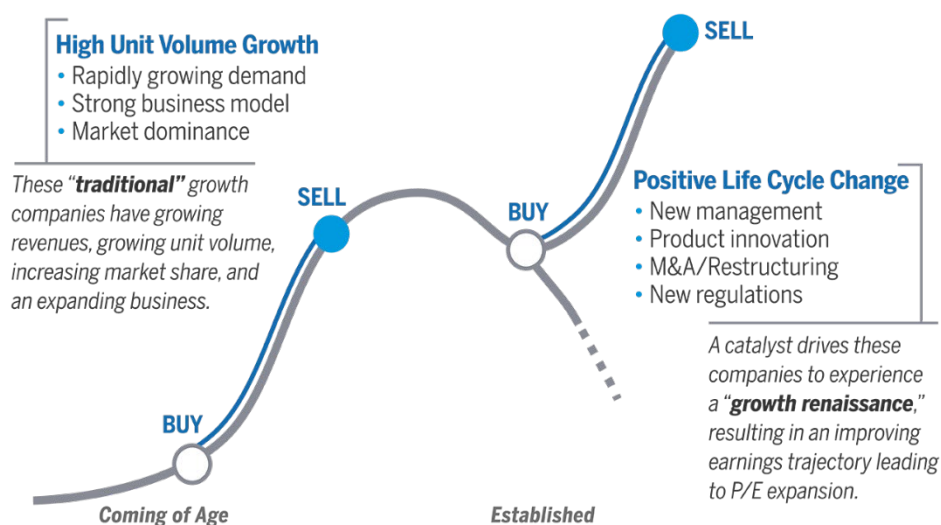 High Unit Volume Growth
• Rapidly growing demand
• Strong business model
• Market dominance
These “traditional” growth
companies have growing
revenues, growing unit volume,
increasing market share, and
an expanding business.
SELL
BUY
Coming of Age
SELL
BUY
Positive Life Cycle Change
• New management
• Product innovation
• M&A/Restructuring
• New regulations
A catalyst drives these
companies to experience
a “growth renaissance,”
resulting in an improving
earnings trajectory leading
to P/E expansion.
Established